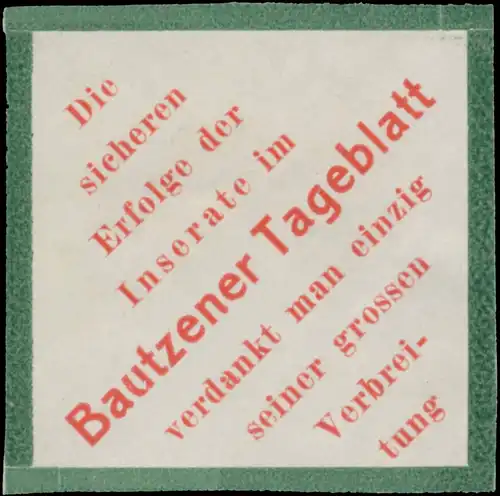 Die
sicheren
Erfolge der
Inserate im
Bautzener Tageblatt
verdankt man einzig
seiner grossen
Verbrei-
tung